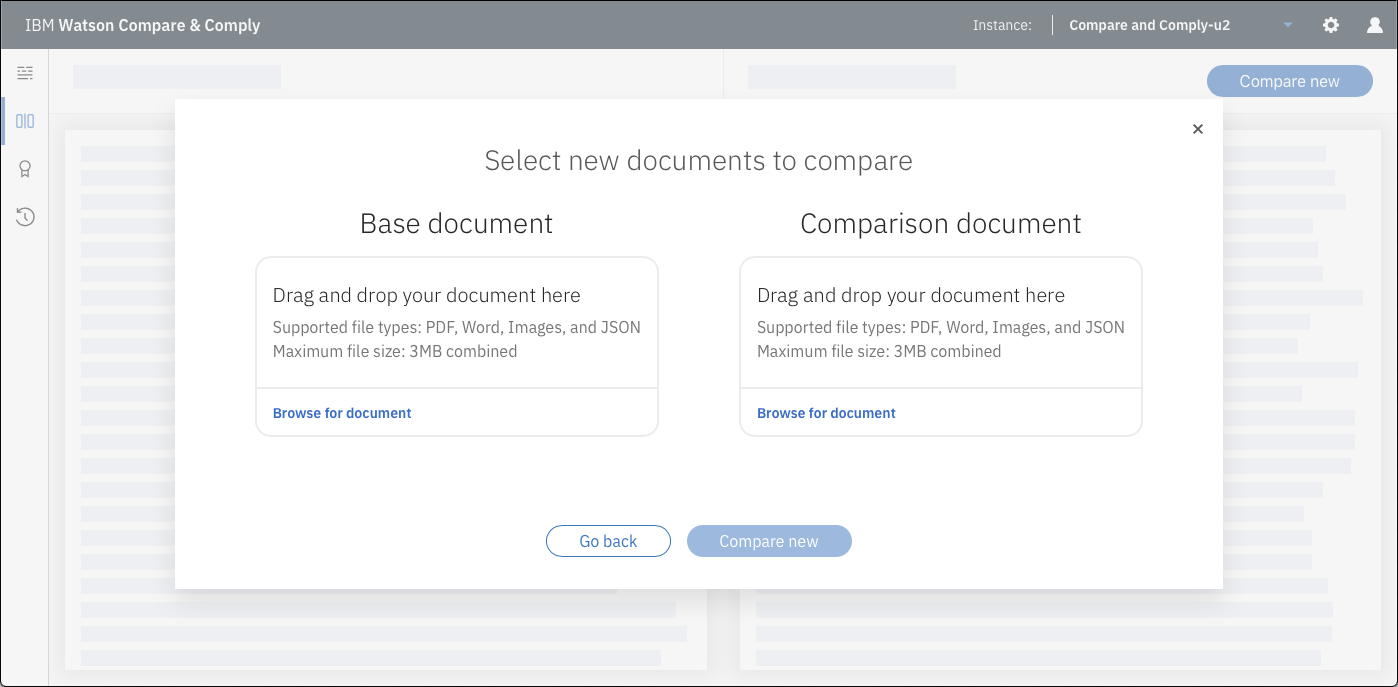 IBM Watson Compare & Comply
Instance: Compare and Comply-u2
Compare new
Select new documents to compare
Base document
Drag and drop your document here
Supported file types: PDF, Word, Images, and JSON
Maximum file size: 3MB combined
Browse for document
Comparison document
Drag and drop your document here
Supported file types: PDF, Word, Images, and JSON
Maximum file size: 3MB combined
Browse for document
Go back
Compare new